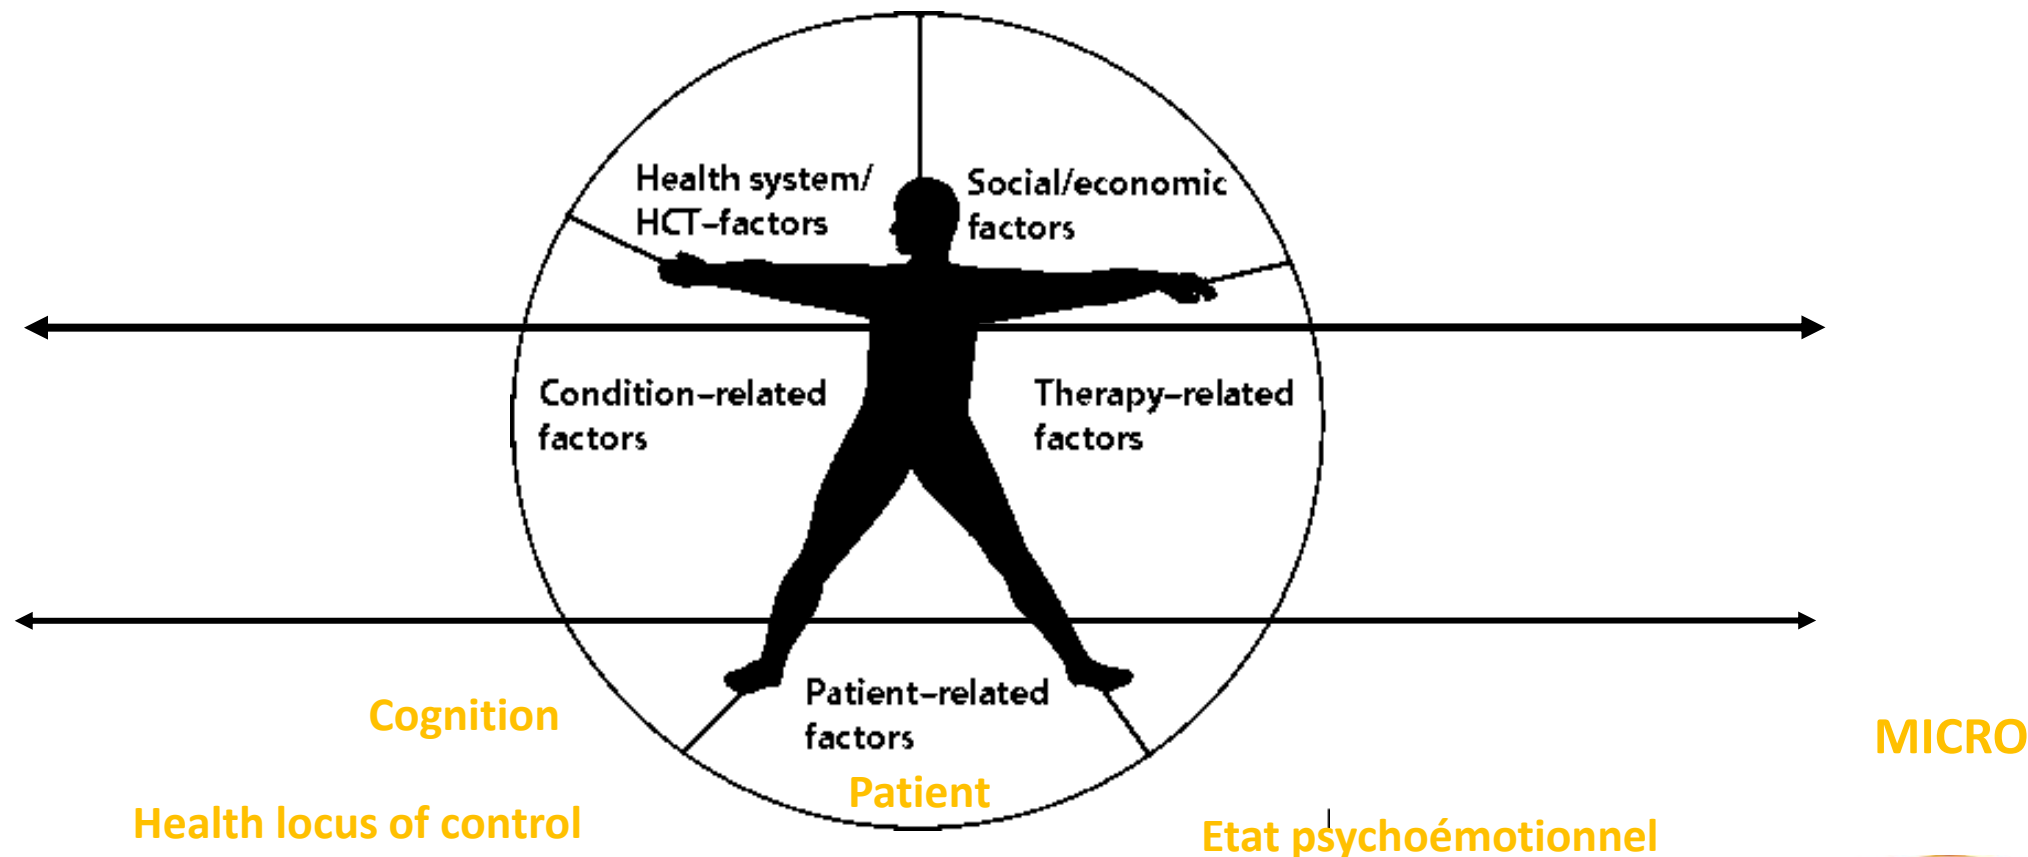 Health system/
HCT-factors
Social/economic
factors
Condition-related
factors
Therapy-related
factors
Patient-related
factors
Cognition
MICRO
Patient
Health locus of control
Etat psychoémotionnel